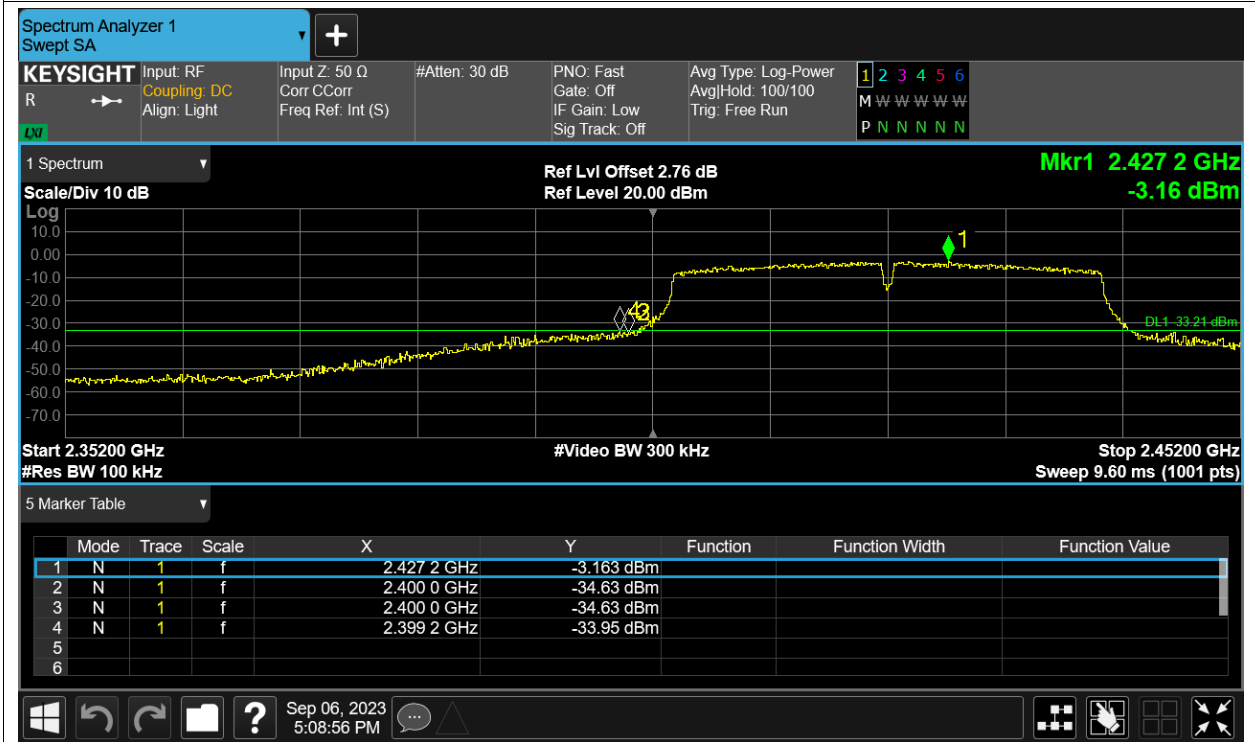 Spectrum Analyzer 1
Swept SA
KEYSIGHT
R
LXI
Input: RF
Coupling: DC
Align: Light
Input Z: 50 Ω
Corr CCorr
Freq Ref: Int (S)
#Atten: 30 dB
PNO: Fast
Gate: Off
IF Gain: Low
Sig Track: Off
Avg Type: Log-Power
Avg|Hold: 100/100
Trig: Free Run
1 2 3 4 5 6
M W W W W W
P N N N N N
1 Spectrum
Scale/Div 10 dB
Ref Lvl Offset 2.76 dB
Ref Level 20.00 dBm
Mkr1 2.427 2 GHz
-3.16 dBm
Log
10.0
0.00
-10.0
-20.0
-30.0
-40.0
-50.0
-60.0
-70.0
1
DL1 -33.21 dBm
Start 2.35200 GHz
#Res BW 100 kHz
#Video BW 300 kHz
Stop 2.45200 GHz
Sweep 9.60 ms (1001 pts)
5 Marker Table
Mode Trace Scale X Y Function Function Width Function Value
1 N 1 f 2.427 2 GHz -3.163 dBm
2 N 1 f 2.400 0 GHz -34.63 dBm
3 N 1 f 2.400 0 GHz -34.63 dBm
4 N 1 f 2.399 2 GHz -33.95 dBm
5
6
?
Sep 06, 2023
5:08:56 PM